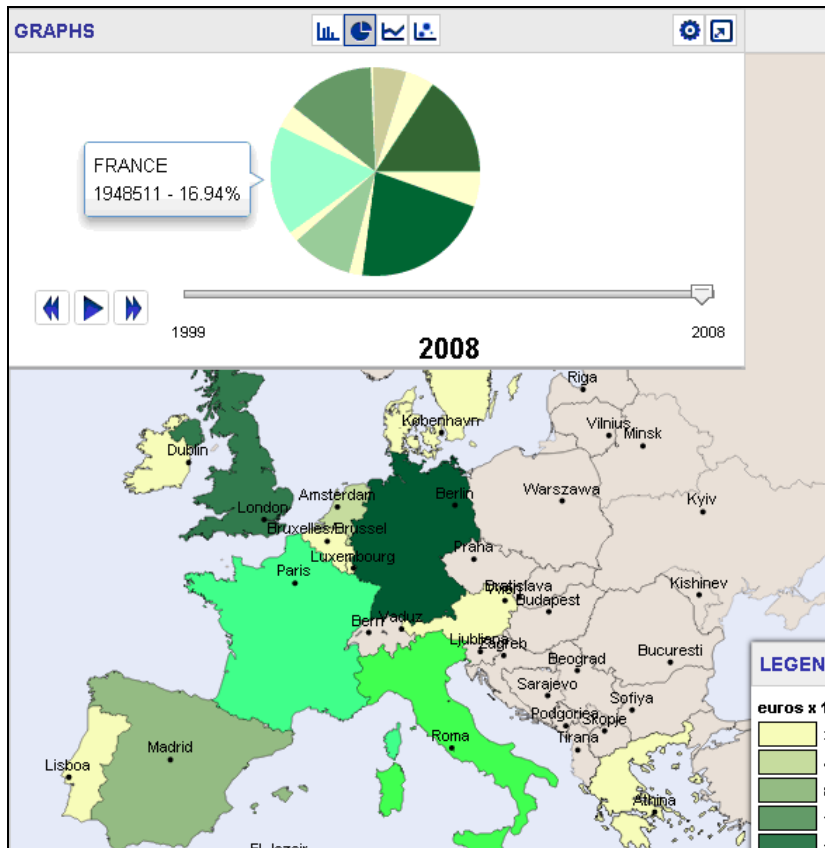 GRAPHS
FRANCE
1948511 - 16.94%
1999
2008
2008
Riga
København
Vilnius
Minsk
Dublin
Amsterdam
Berlin
Warszawa
London
Kyiv
Bruxelles/Brussel
Luxembourg
Praha
Paris
Bratislava
Wien
Kishinev
Budapest
Bern
Vaduz
Ljubljana
Zagreb
Beograd
Bucuresti
LEGEN
Sarajevo
Sofiya
euros x 1
Podgorica
Skopje
Roma
Tirana
Madrid
Lisboa
Athina
El Jazair